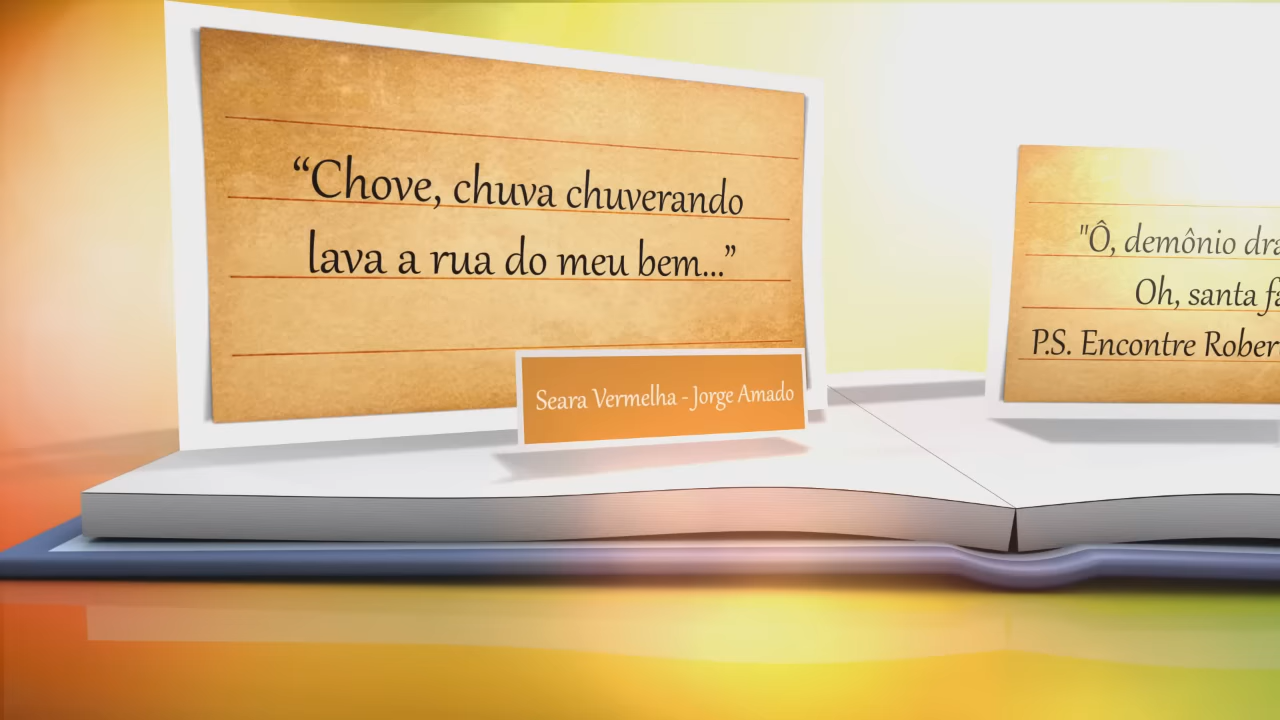 “Chove, chuva chuverando
lava a rua do meu bem...”
Seara Vermelha - Jorge Amado
"Ô, demônio
Oh, santa
P.S. Encontre